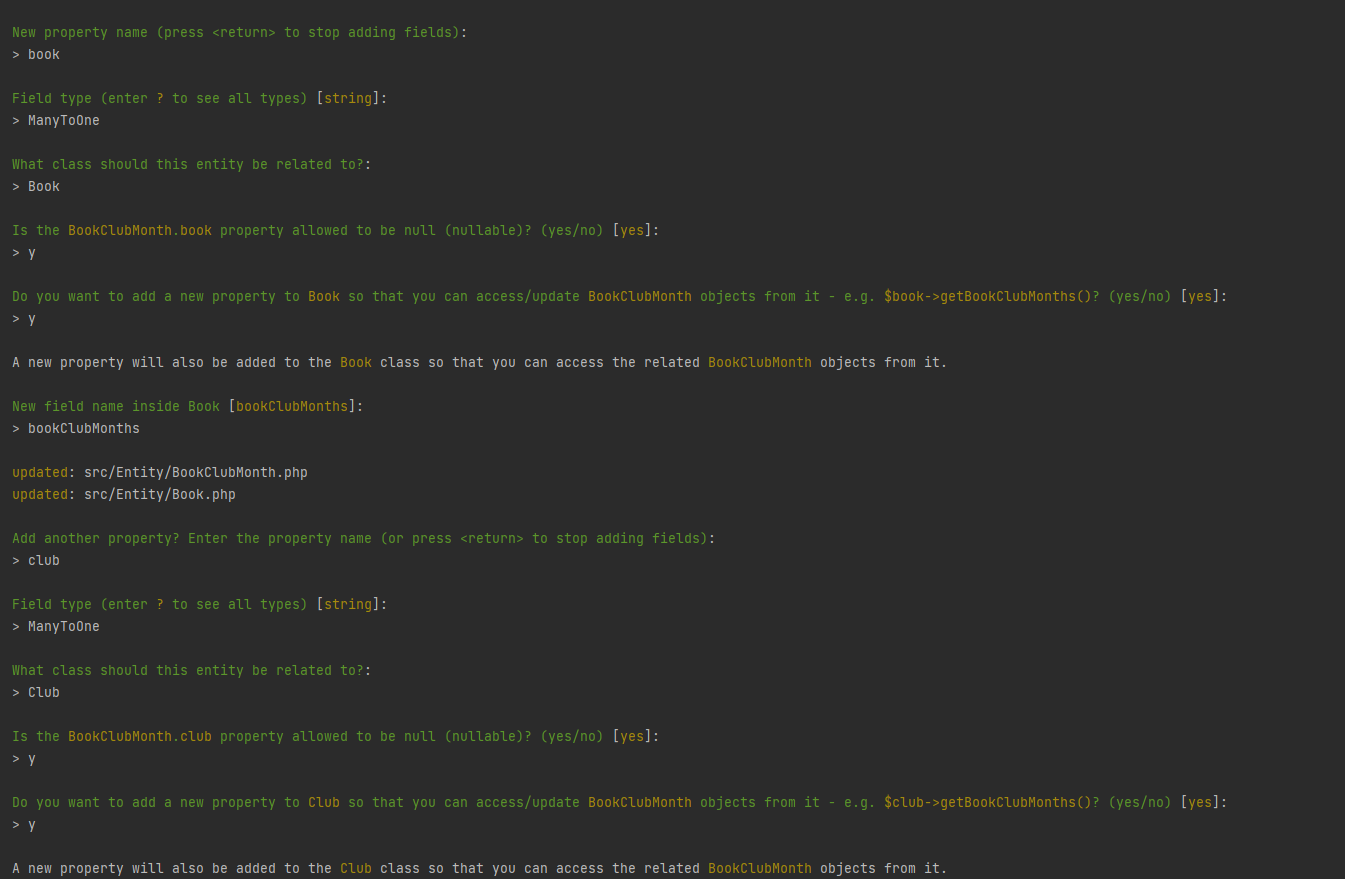 New property name (press <return> to stop adding fields):
> book
Field type (enter ? to see all types) [string]:
> ManyToOne
What class should this entity be related to?:
> Book
Is the BookClubMonth.book property allowed to be null (nullable)? (yes/no) [yes]:
> y
Do you want to add a new property to Book so that you can access/update BookClubMonth objects from it - e.g. $book->getBookClubMonths()? (yes/no) [yes]:
> y
A new property will also be added to the Book class so that you can access the related BookClubMonth objects from it.
New field name inside Book [bookClubMonths]:
> bookClubMonths
updated: src/Entity/BookClubMonth.php
updated: src/Entity/Book.php
Add another property? Enter the property name (or press <return> to stop adding fields):
> club
Field type (enter ? to see all types) [string]:
> ManyToOne
What class should this entity be related to?:
> Club
Is the BookClubMonth.club property allowed to be null (nullable)? (yes/no) [yes]:
> y
Do you want to add a new property to Club so that you can access/update BookClubMonth objects from it - e.g. $club->getBookClubMonths()? (yes/no) [yes]:
> y
A new property will also be added to the Club class so that you can access the related BookClubMonth objects from it.